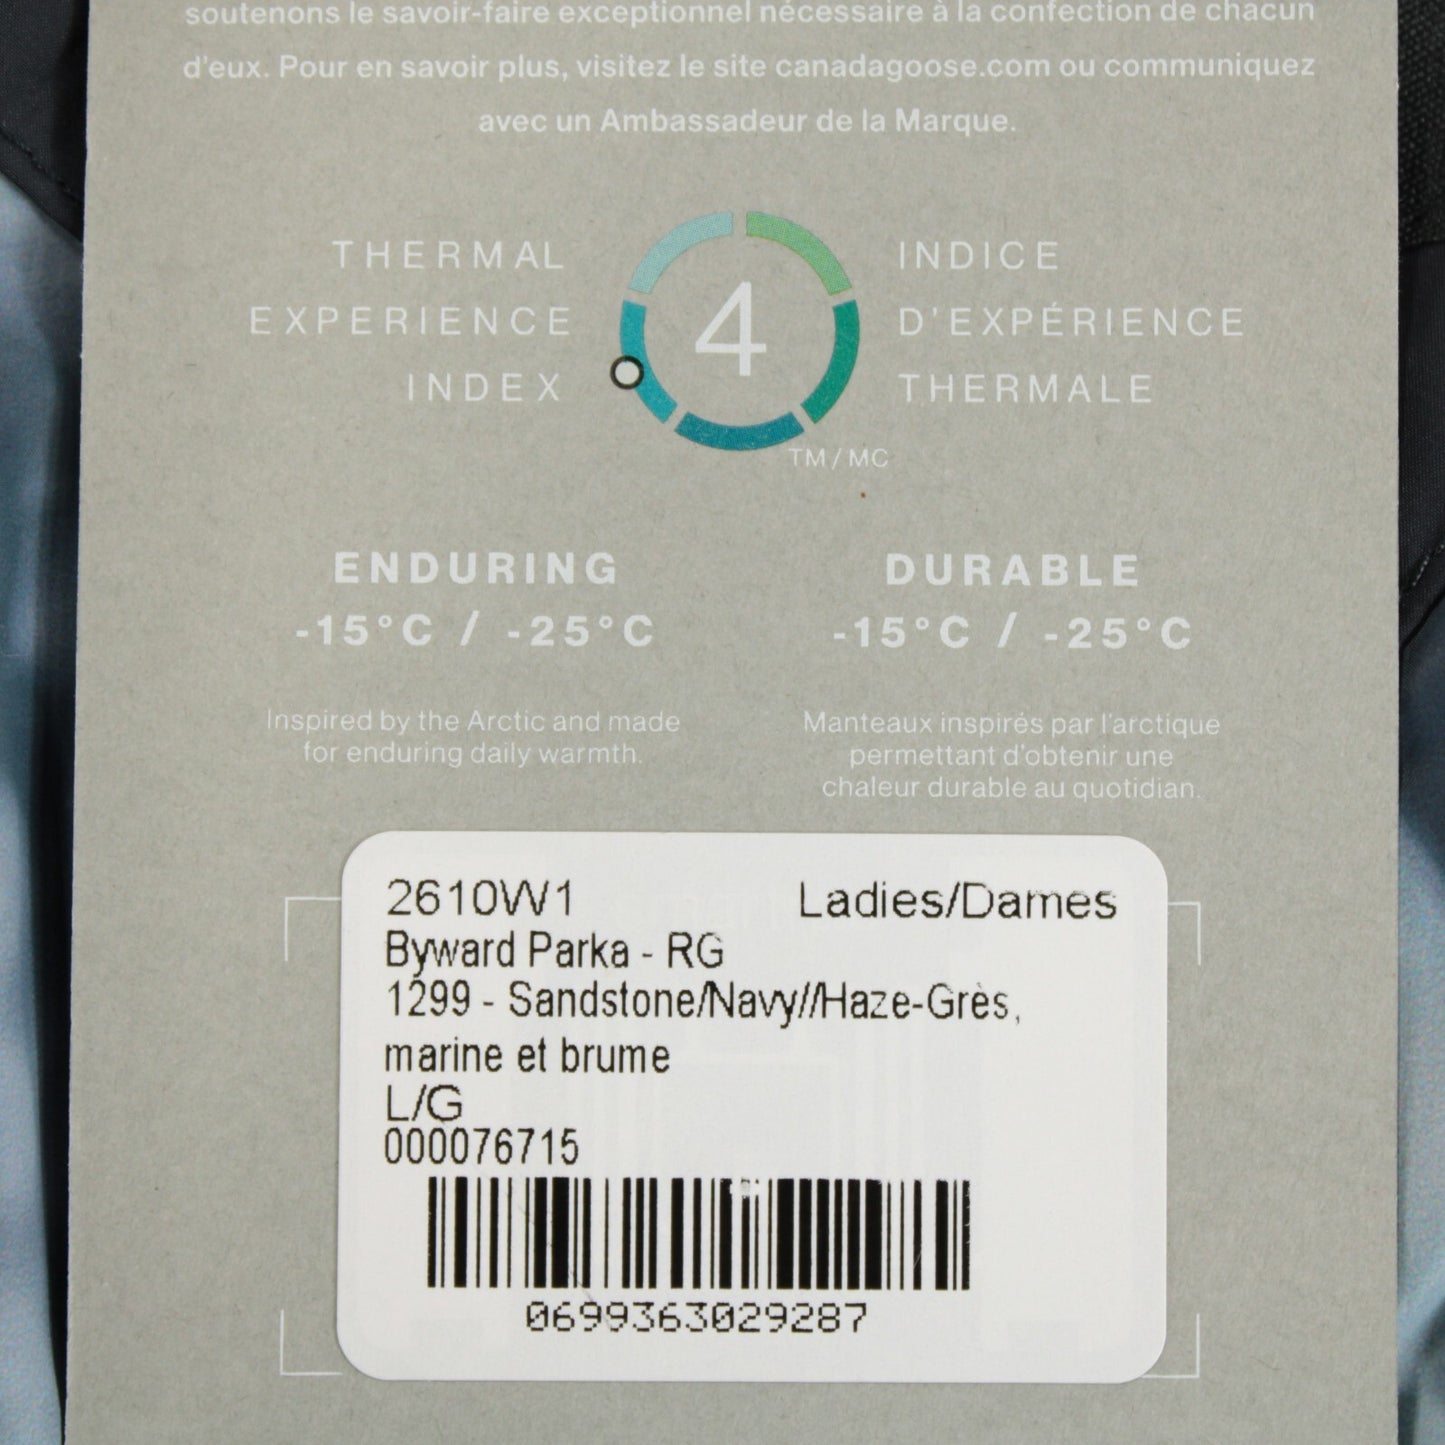 soutenons le savoir-faire exceptionnel nécessaire à la confection de chacun
d'eux. Pour en savoir plus, visitez le site canadagoose.com ou communiquez
avec un Ambassadeur de la Marque.
THERMAL
EXPERIENCE
INDEX
4
INDICE
D'EXPÉRIENCE
THERMALE
TM/MC
ENDURING
-15°C / -25°C
Inspired by the Arctic and made
for enduring daily warmth.
DURABLE
-15°C / -25°C
Manteaux inspirés par l'arctique
permettant d'obtenir une
chaleur durable au quotidian.
2610W1 Ladies/Dames
Byward Parka - RG
1299 - Sandstone/Navy//Haze-Grès,
marine et brume
L/G
000076715
0699363029287